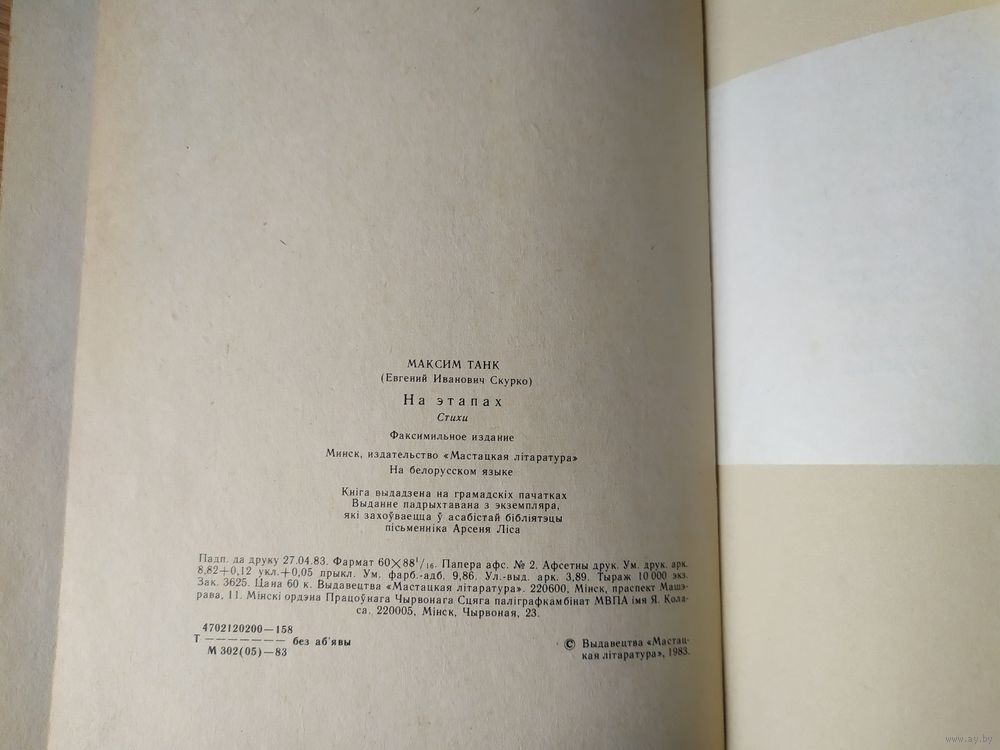 МАКСИМ ТАНК
(Евгений Иванович Скурко)
На этапах
Стихи
Факсимильное издание
Минск, издательство «Мастацкая літаратура»
На белорусском языке
Кніга выдадзена на грамадскіх пачатках
Выданне падрыхтавана з экземпляра,
які захоўваецца ў асабістай бібліятэцы
пісьменніка Арсеня Ліса
Падп. да друку 27.04.83. Фармат 60×88¹/₁₆. Папера афс. № 2. Афсетны друк. Ум. друк. арк.
8,82+0,12 укл.+0,05 прыкл. Ум. фарб.-адб. 9,86. Ул.-выд. арк. 3,89. Тыраж 10 000 экз.
Зак. 3625. Цана 60 к. Выдавецтва «Мастацкая літаратура». 220600, Мінск, праспект Машэ-
рава, 11. Мінскі ордэна Працоўнага Чырвонага Сцяга паліграфкамбінат МВПА імя Я. Кола-
са. 220005, Мінск, Чырвоная, 23.
4702120200—158
Т ——————— без аб'явы
М 302(05)—83
© Выдавецтва «Мастац-
кая літаратура», 1983.
www.ay.by